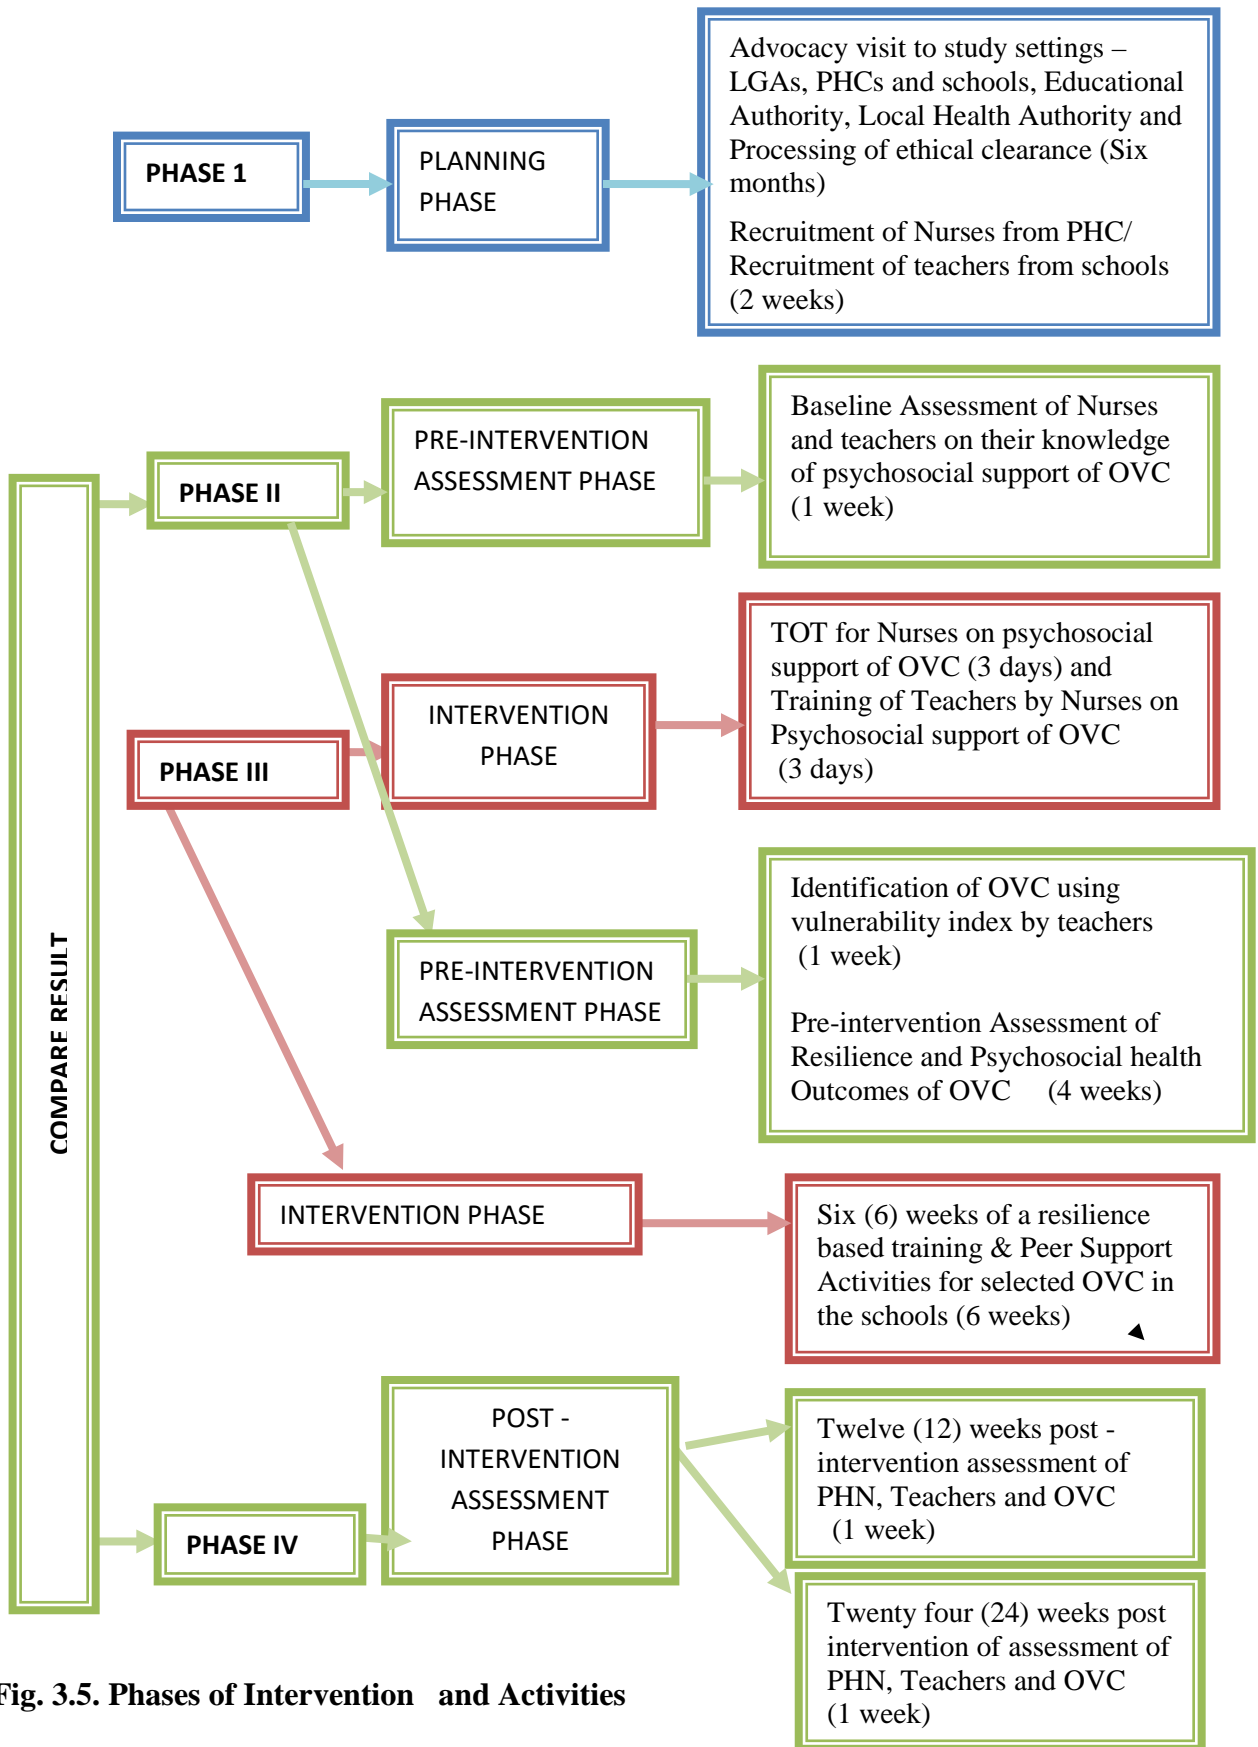 Advocacy visit to study settings –
LGAs, PHCs and schools, Educational
Authority, Local Health Authority and
Processing of ethical clearance (Six
months)
Recruitment of Nurses from PHC/
Recruitment of teachers from schools
(2 weeks)
PHASE 1
PLANNING
PHASE
Baseline Assessment of Nurses
and teachers on their knowledge
of psychosocial support of OVC
(1 week)
PRE-INTERVENTION
ASSESSMENT PHASE
PHASE II
TOT for Nurses on psychosocial
support of OVC (3 days) and
Training of Teachers by Nurses on
Psychosocial support of OVC
(3 days)
INTERVENTION
PHASE
PHASE III
Identification of OVC using
vulnerability index by teachers
(1 week)
Pre-intervention Assessment of
Resilience and Psychosocial health
Outcomes of OVC (4 weeks)
PRE-INTERVENTION
ASSESSMENT PHASE
COMPARE RESULT
INTERVENTION PHASE
Six (6) weeks of a resilience
based training & Peer Support
Activities for selected OVC in
the schools (6 weeks)
POST -
INTERVENTION
ASSESSMENT
PHASE
PHASE IV
Twelve (12) weeks post -
intervention assessment of
PHN, Teachers and OVC
(1 week)
Twenty four (24) weeks post
intervention of assessment of
PHN, Teachers and OVC
(1 week)
Fig. 3.5. Phases of Intervention and Activities